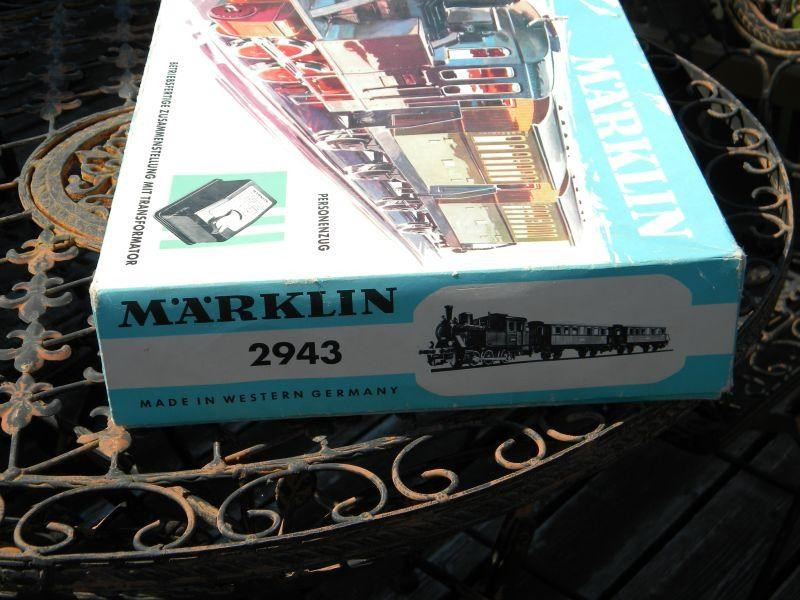 MÄRKLIN
PERSONENZUG
BETRIEBSFERTIGE ZUSAMMENSTELLUNG MIT TRANSFORMATOR
MÄRKLIN
2943
MADE IN WESTERN GERMANY